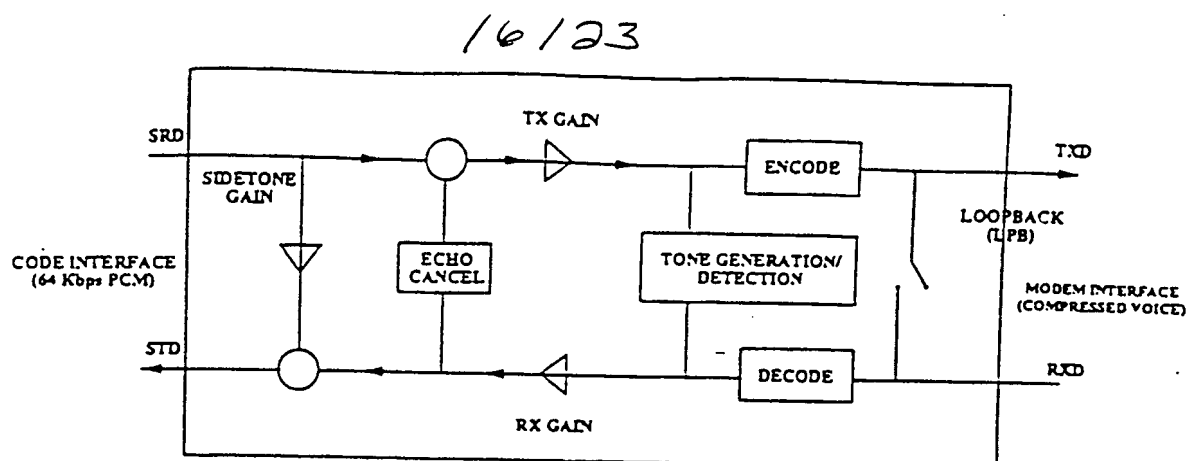 16/23
TX GAIN
SRD
TXD
ENCODE
SIDETONE
GAIN
LOOPBACK
(LPB)
CODE INTERFACE
(64 Kbps PCM)
ECHO
CANCEL
TONE GENERATION/
DETECTION
MODEM INTERFACE
(COMPRESSED VOICE)
STD
DECODE
RXD
RX GAIN